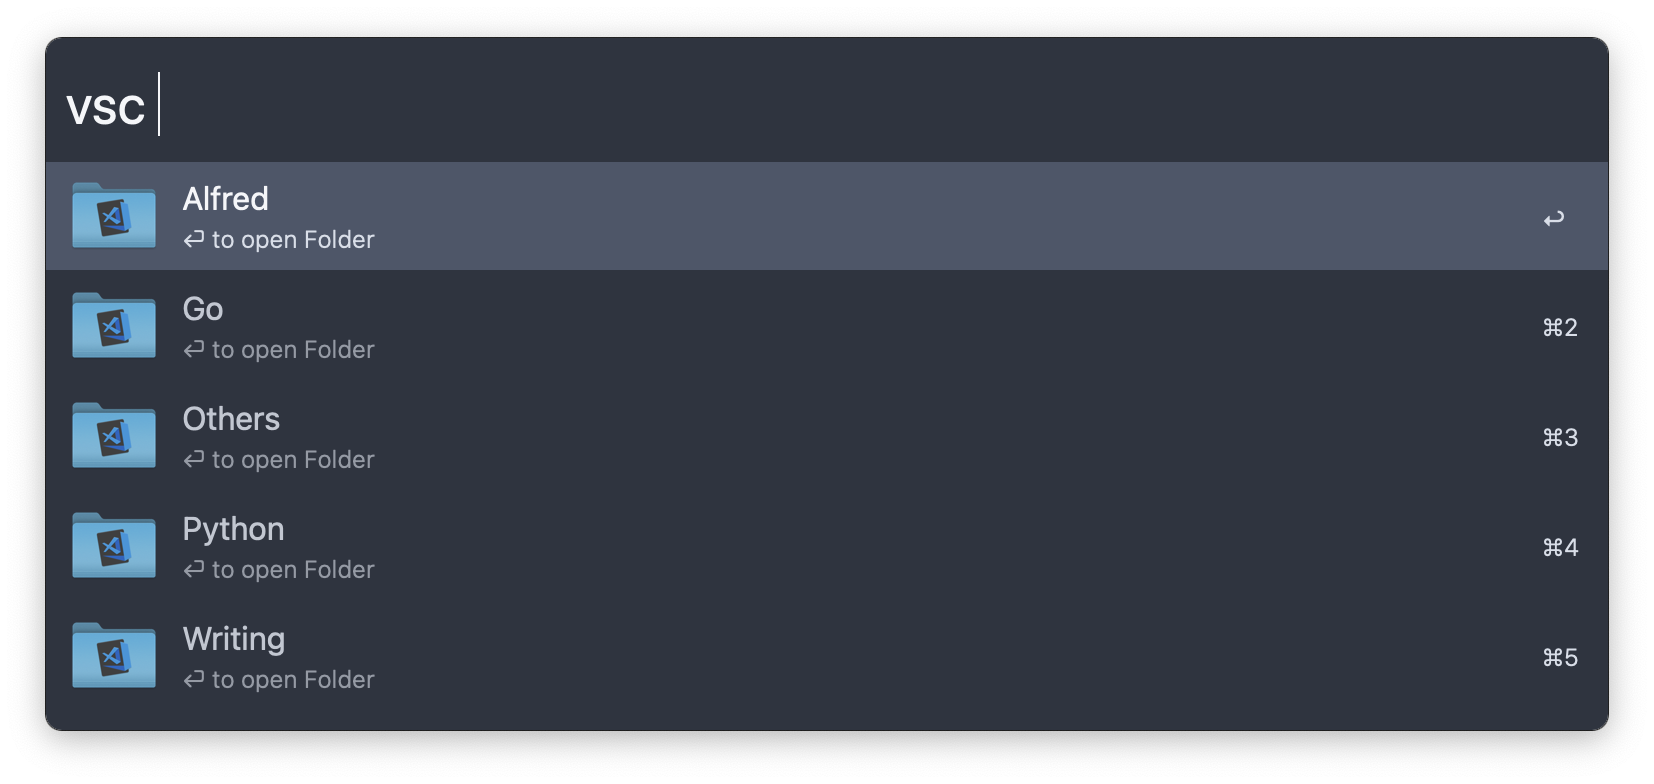 vsc
Alfred
↩ to open Folder
↩
Go
↩ to open Folder
⌘2
Others
↩ to open Folder
⌘3
Python
↩ to open Folder
⌘4
Writing
↩ to open Folder
⌘5